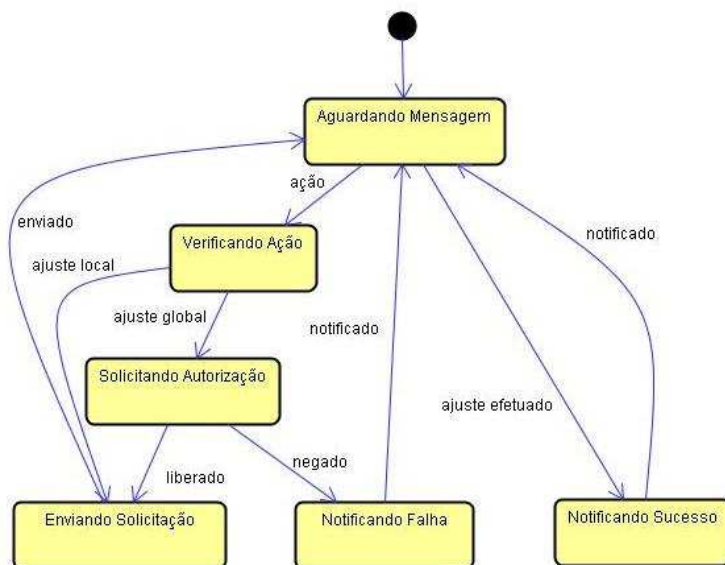 Aguardando Mensagem
ação
enviado
Verificando Ação
notificado
ajuste local
ajuste global
notificado
Solicitando Autorização
ajuste efetuado
negado
liberado
Enviando Solicitação
Notificando Falha
Notificando Sucesso